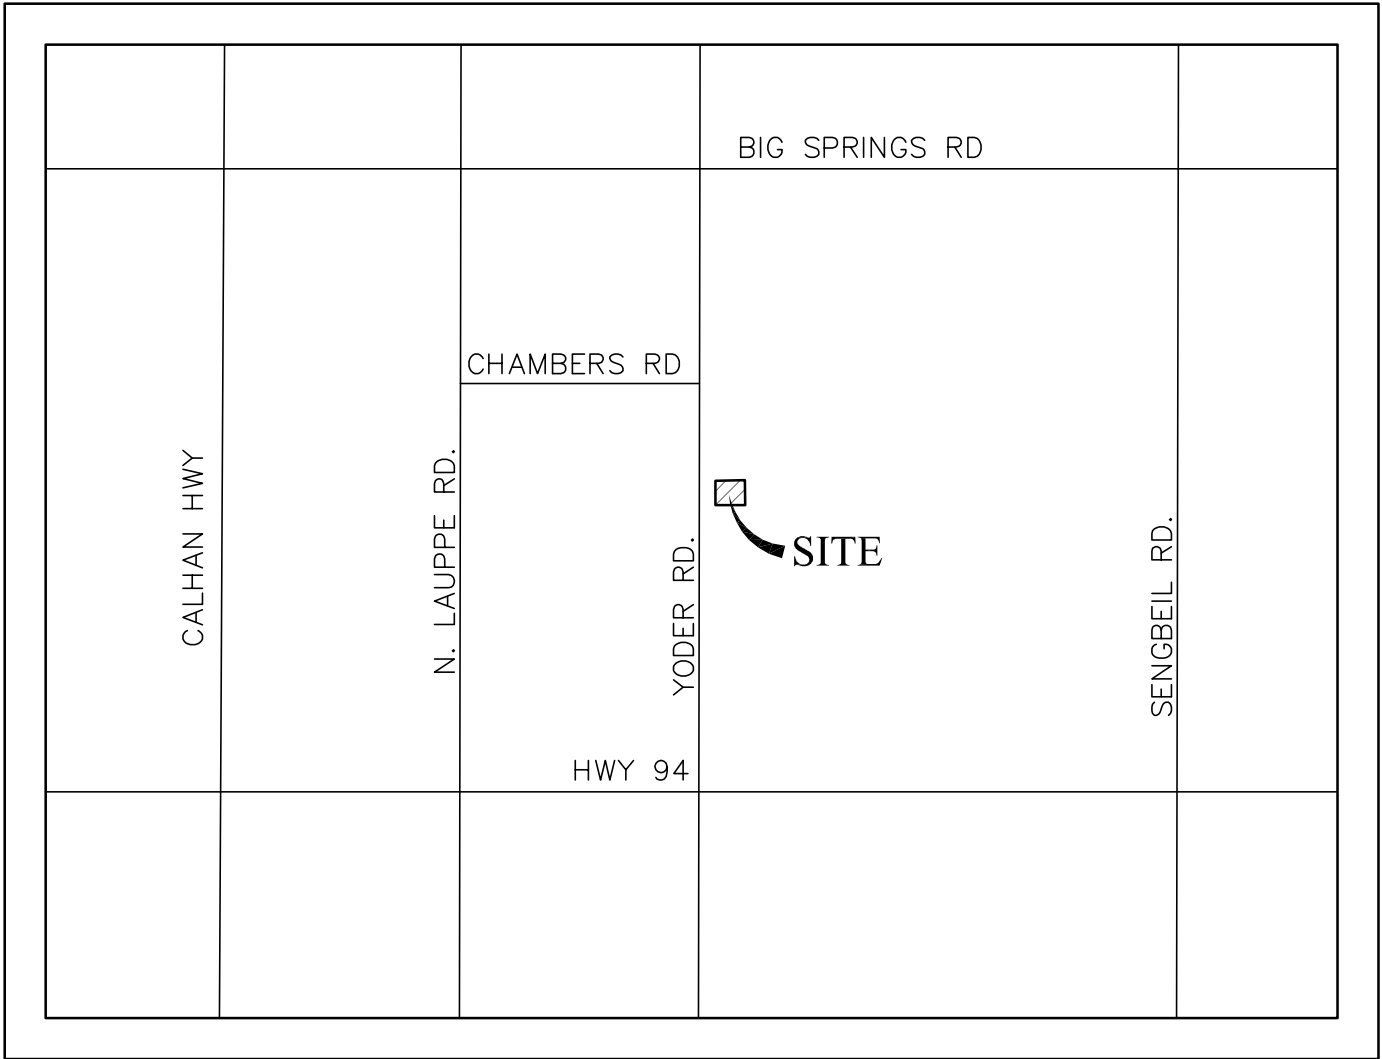 BIG SPRINGS RD
CHAMBERS RD
CALHAN HWY
N. LAUPPE RD.
YODER RD.
SITE
SENGBEIL RD.
HWY 94